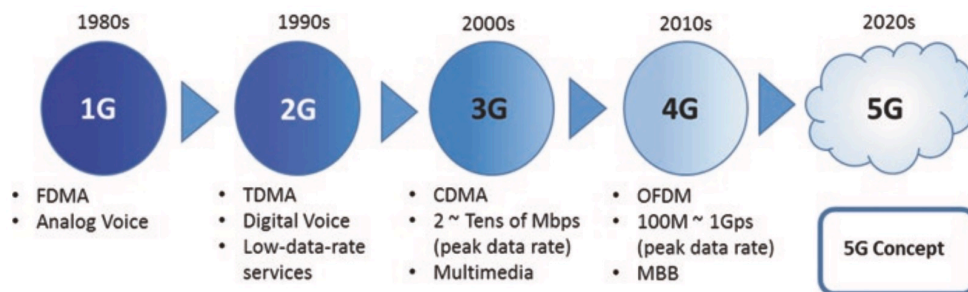 1980s
1990s
2000s
2010s
2020s
1G
2G
3G
4G
5G
• FDMA
• Analog Voice
• TDMA
• Digital Voice
• Low-data-rate
services
• CDMA
• 2 ~ Tens of Mbps
(peak data rate)
• Multimedia
• OFDM
• 100M ~ 1Gps
(peak data rate)
• MBB
5G Concept